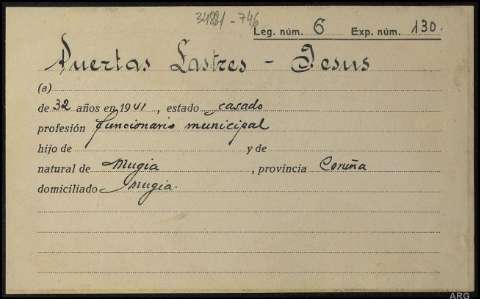 34881-746
Leg. núm. 6 Exp. núm. 130.
Puertas Lastres - Jesus
(a)
de 32 años en 1941, estado casado
profesión funcionario municipal
hijo de y de
natural de Mugia, provincia Coruña
domiciliado Mugia.
ARG